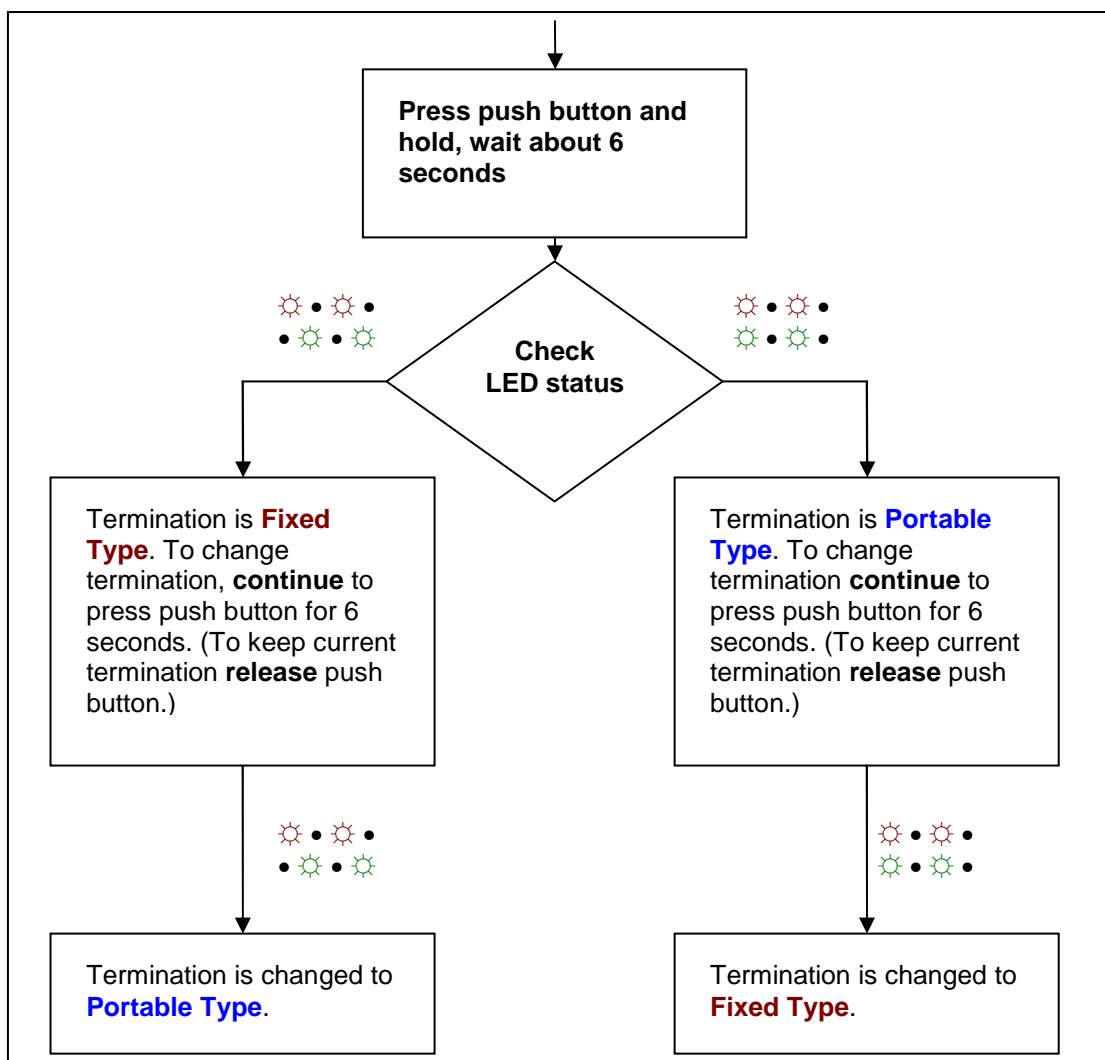 Press push button and
hold, wait about 6
seconds
Check
LED status
Termination is Fixed
Type. To change
termination, continue to
press push button for 6
seconds. (To keep current
termination release push
button.)
Termination is Portable
Type. To change
termination continue to
press push button for 6
seconds. (To keep current
termination release push
button.)
Termination is changed to
Portable Type.
Termination is changed to
Fixed Type.